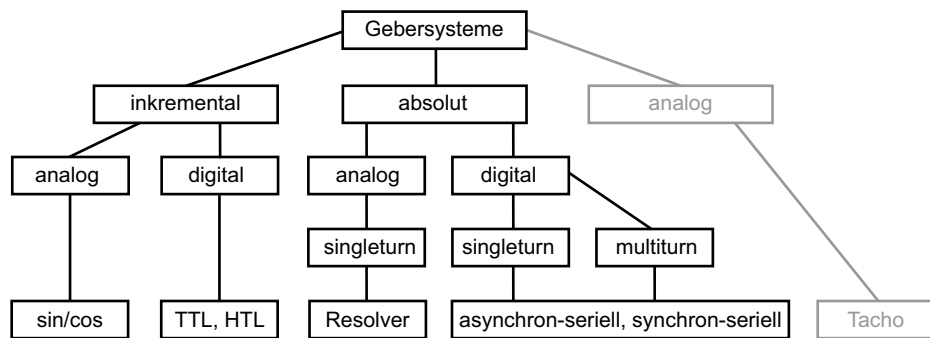 Gebersysteme
inkremental
absolut
analog
analog
digital
analog
digital
singleturn
singleturn
multiturn
sin/cos
TTL, HTL
Resolver
asynchron-seriell, synchron-seriell
Tacho